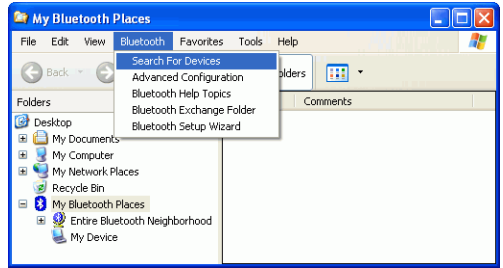 My Bluetooth Places
File Edit View Bluetooth Favorites Tools Help
Back
Search For Devices
Advanced Configuration
Bluetooth Help Topics
Bluetooth Exchange Folder
Bluetooth Setup Wizard
Folders
Comments
Desktop
My Documents
My Computer
My Network Places
Recycle Bin
My Bluetooth Places
Entire Bluetooth Neighborhood
My Device